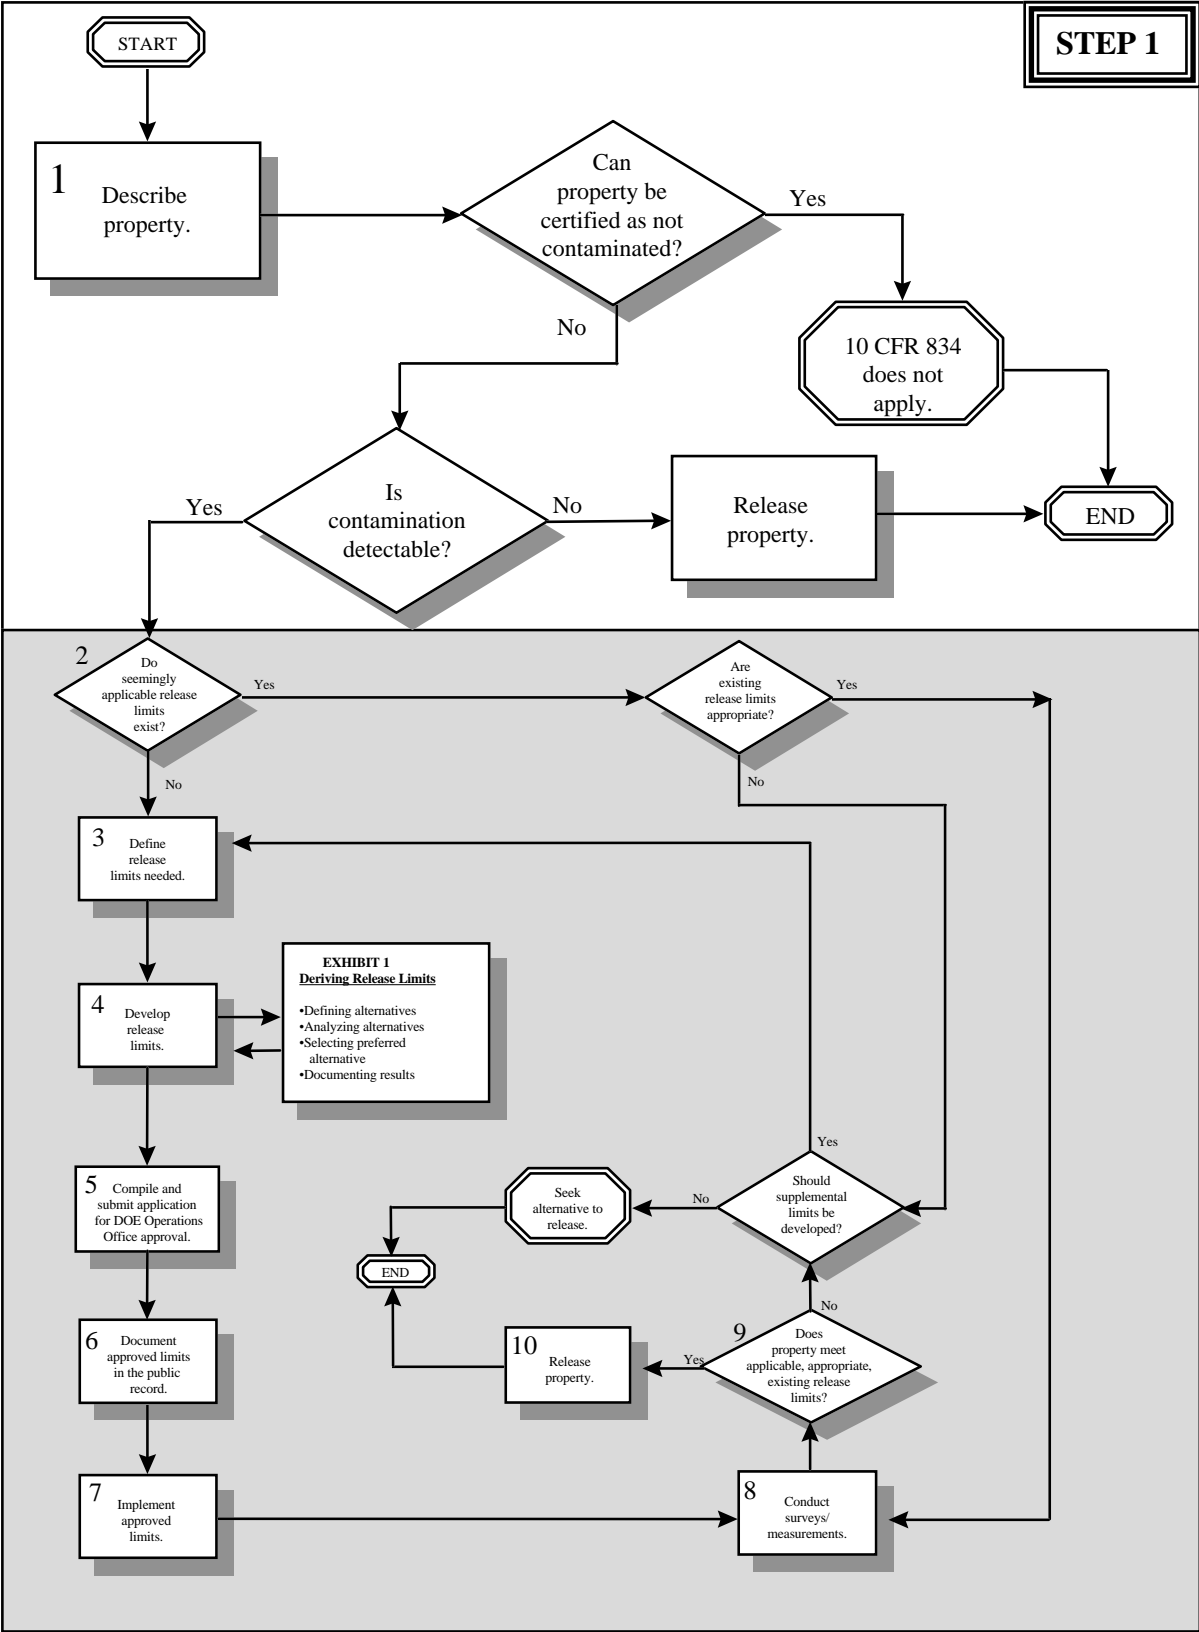 START
STEP 1
1
Describe
property.
Can
property be
certified as not
contaminated?
Yes
No
10 CFR 834
does not
apply.
Is
contamination
detectable?
Yes
No
Release
property.
END
2
Do
seemingly
applicable release
limits
exist?
Yes
No
Are
existing
release limits
appropriate?
Yes
No
3
Define
release
limits needed.
4
Develop
release
limits.
EXHIBIT 1
Deriving Release Limits
•Defining alternatives
•Analyzing alternatives
•Selecting preferred
alternative
•Documenting results
5
Compile and
submit application
for DOE Operations
Office approval.
Seek
alternative to
release.
No
Yes
Should
supplemental
limits be
developed?
END
6
Document
approved limits
in the public
record.
10
Release
property.
Yes
No
9
Does
property meet
applicable, appropriate,
existing release
limits?
7
Implement
approved
limits.
8
Conduct
surveys/
measurements.